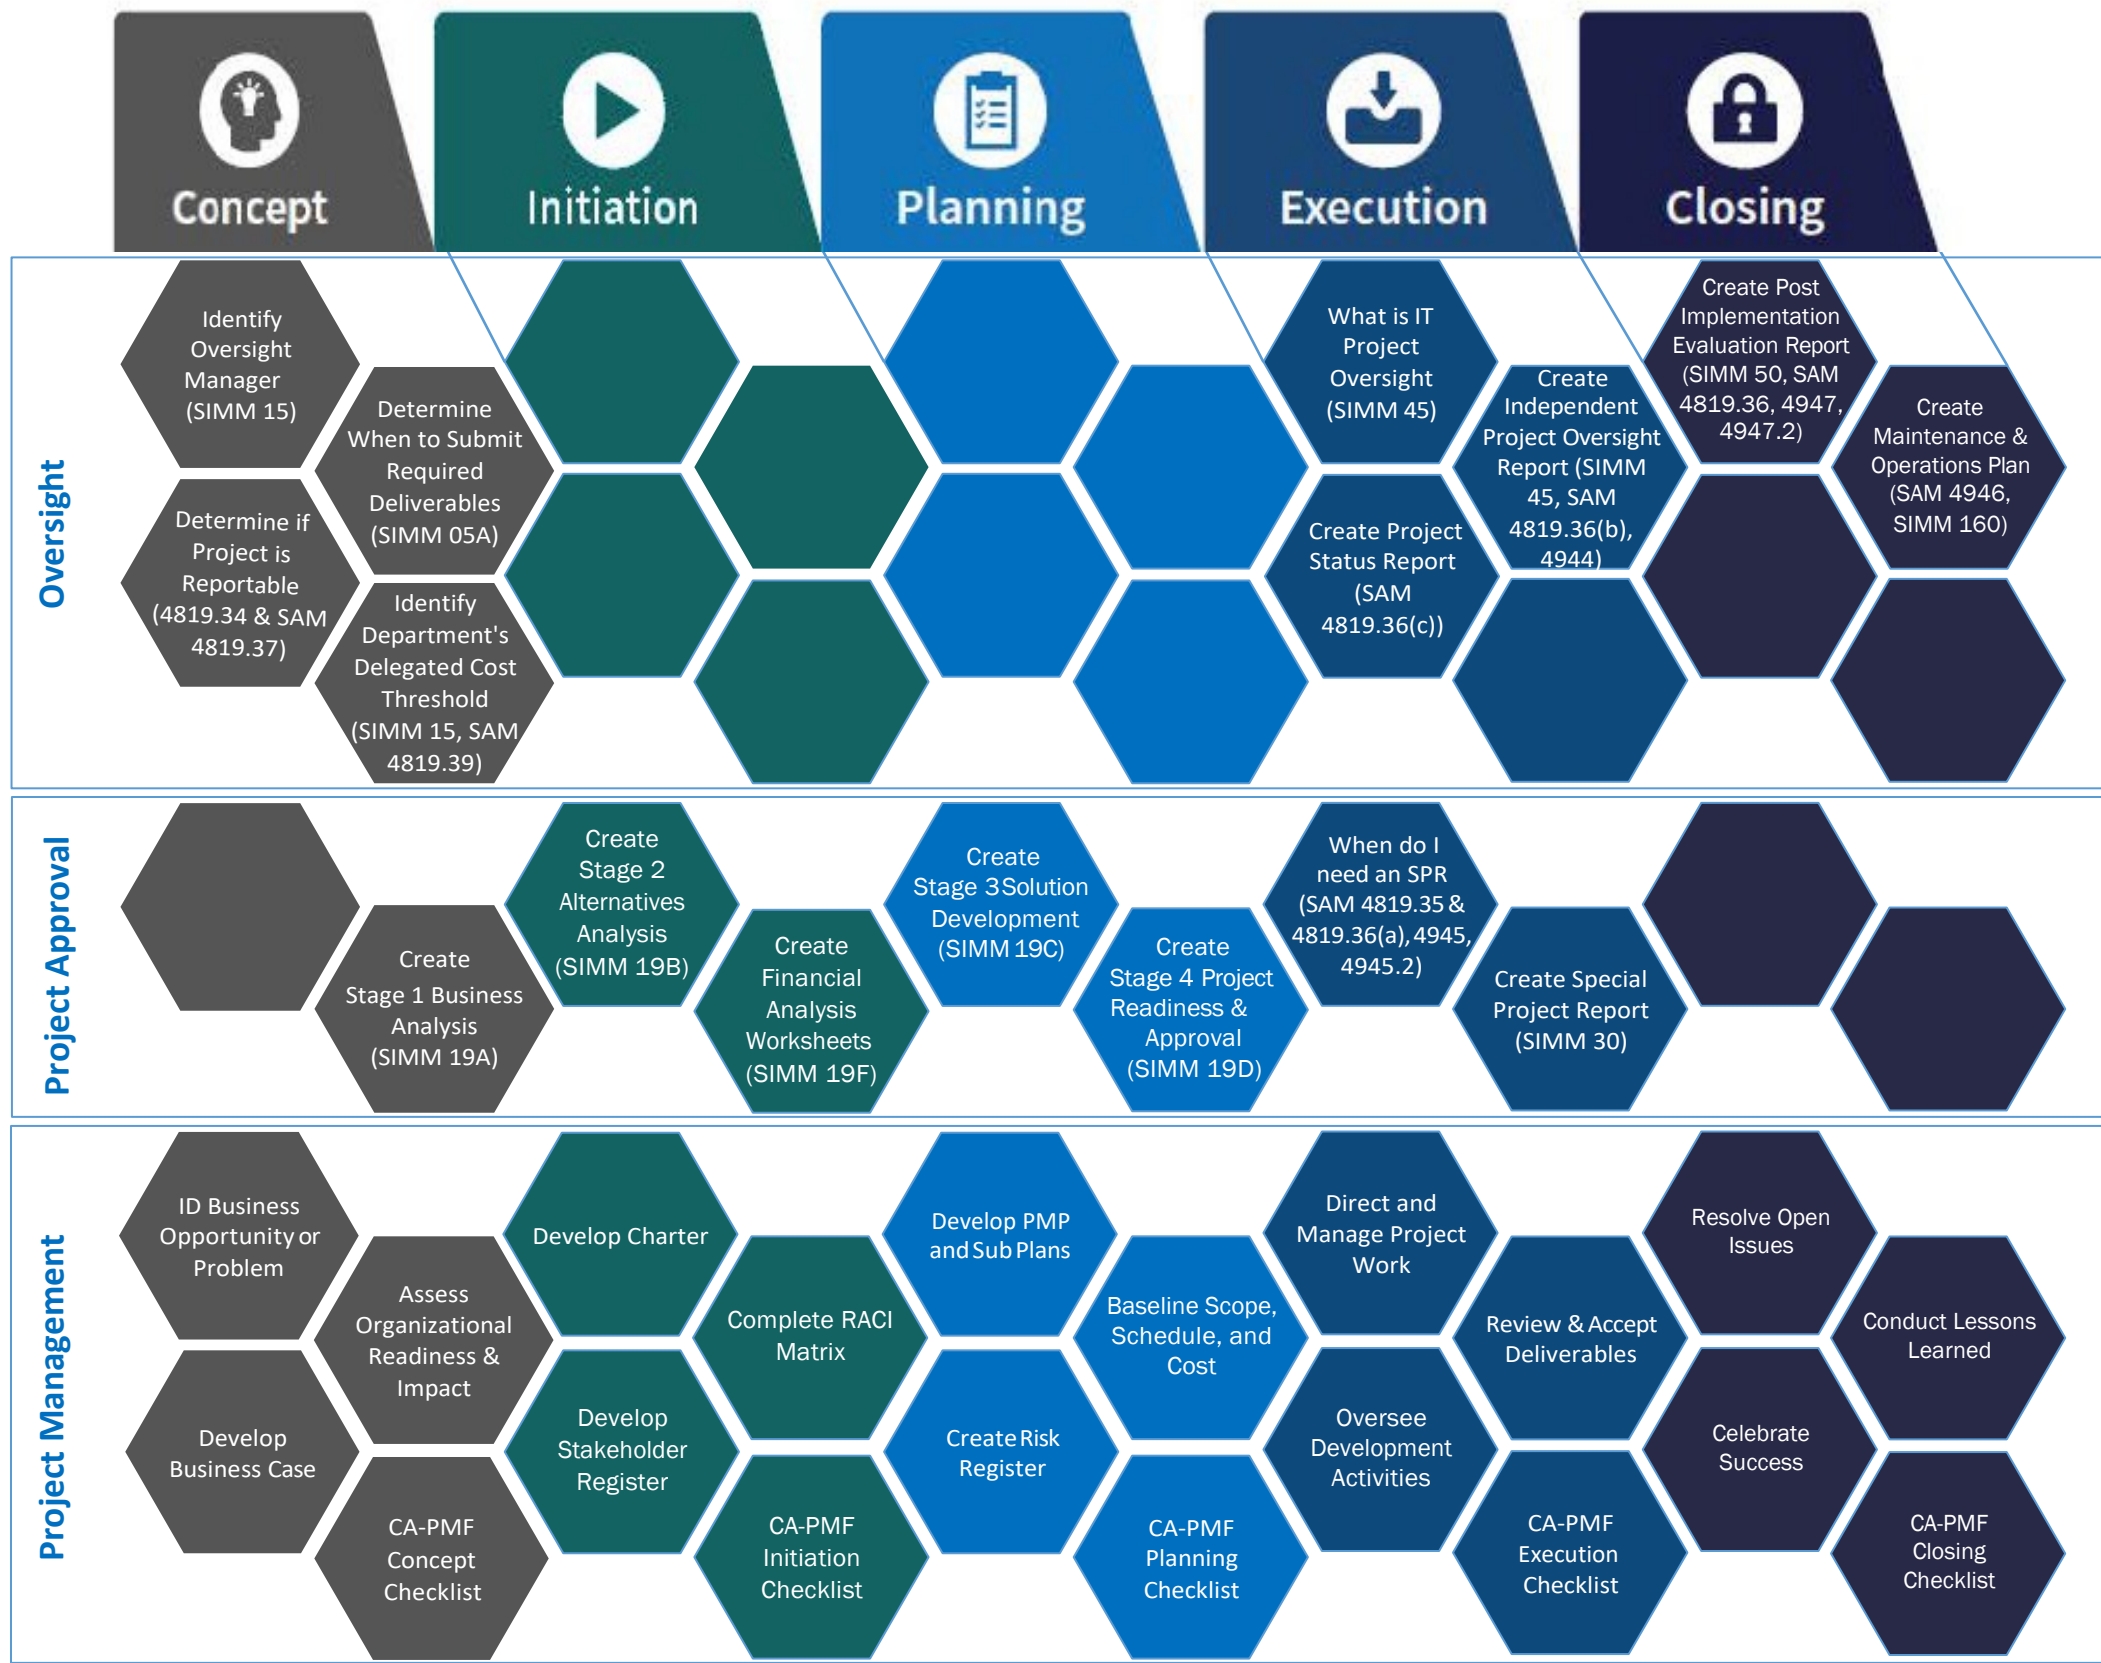 Concept
Initiation
Planning
Execution
Closing
Oversight
Identify
Oversight
Manager
(SIMM 15)
Determine
When to Submit
Required
Deliverables
(SIMM 05A)
Determine if
Project is
Reportable
(4819.34 & SAM
4819.37)
Identify
Department's
Delegated Cost
Threshold
(SIMM 15, SAM
4819.39)
What is IT
Project
Oversight
(SIMM 45)
Create
Independent
Project Oversight
Report (SIMM
45, SAM
4819.36(b),
4944)
Create Project
Status Report
(SAM
4819.36(c))
Create Post
Implementation
Evaluation Report
(SIMM 50, SAM
4819.36, 4947,
4947.2)
Create
Maintenance &
Operations Plan
(SAM 4946,
SIMM 160)
Project Approval
Create
Stage 1 Business
Analysis
(SIMM 19A)
Create
Stage 2
Alternatives
Analysis
(SIMM 19B)
Create
Financial
Analysis
Worksheets
(SIMM 19F)
Create
Stage 3 Solution
Development
(SIMM 19C)
Create
Stage 4 Project
Readiness &
Approval
(SIMM 19D)
When do I
need an SPR
(SAM 4819.35 &
4819.36(a), 4945,
4945.2)
Create Special
Project Report
(SIMM 30)
Project Management
ID Business
Opportunity or
Problem
Assess
Organizational
Readiness &
Impact
Develop
Business Case
CA-PMF
Concept
Checklist
Develop Charter
Complete RACI
Matrix
Develop
Stakeholder
Register
CA-PMF
Initiation
Checklist
Develop PMP
and Sub Plans
Baseline Scope,
Schedule, and
Cost
Create Risk
Register
CA-PMF
Planning
Checklist
Direct and
Manage Project
Work
Review & Accept
Deliverables
Oversee
Development
Activities
CA-PMF
Execution
Checklist
Resolve Open
Issues
Conduct Lessons
Learned
Celebrate
Success
CA-PMF
Closing
Checklist